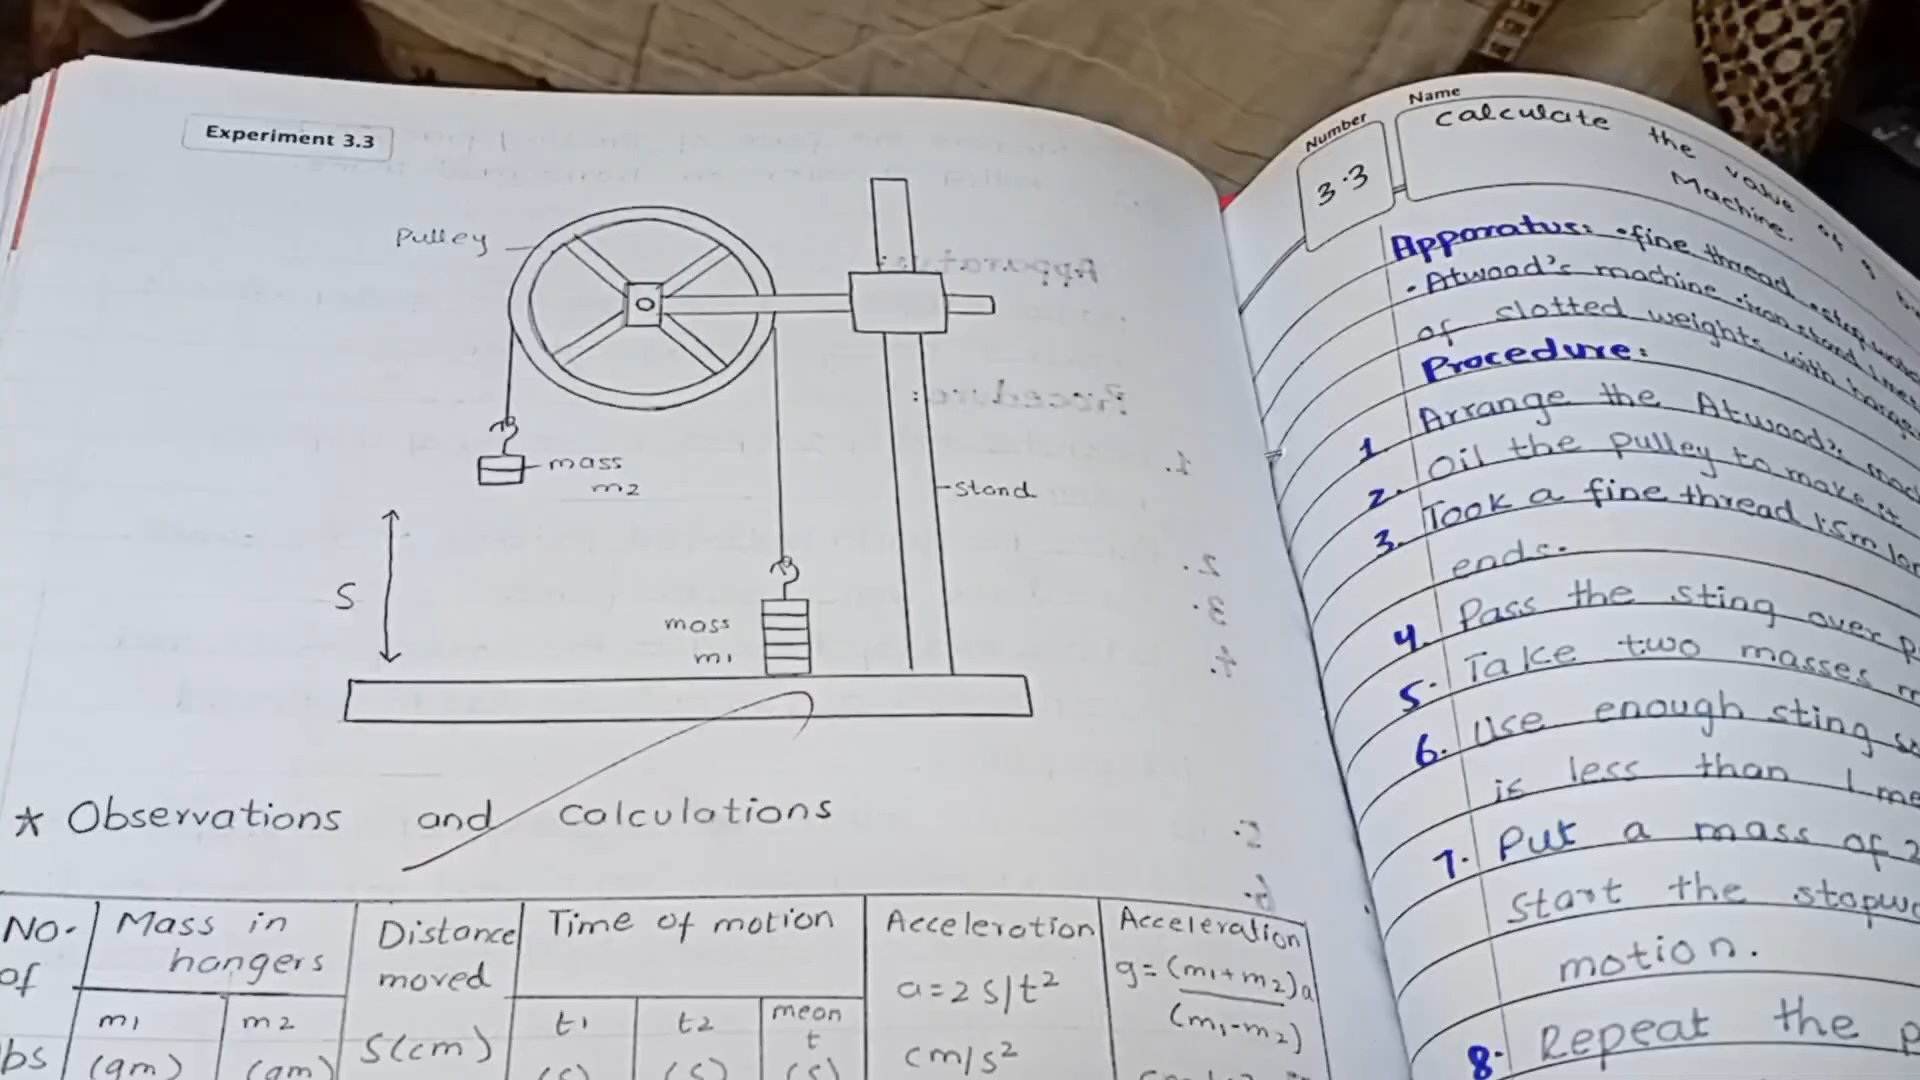 Experiment 3.3
Pulley
mass
m2
stand
S
mass
m1
* Observations and calculations
No. of
Mass in hangers
Distance moved
Time of motion
Acceleration
Acceleration
a=2S/t²
g=(m1+m2)a
(m1-m2)
m1
m2
S(cm)
t1
t2
mean
t
cm/s²
(gm)
(gm)
(s)
(s)
(s)
Number
Name
3.3
calculate the value of g
Machine.
Apparatus: •fine thread
•Atwood's machine
of slotted weights with
Procedure:
1. Arrange the Atwood's
2. Oil the pulley to make it
3. Took a fine thread 1.5m
ends.
4. Pass the sting over
5. Take two masses
6. Use enough sting
is less than 1
7. Put a mass of
Start the
motion.
8. Repeat the